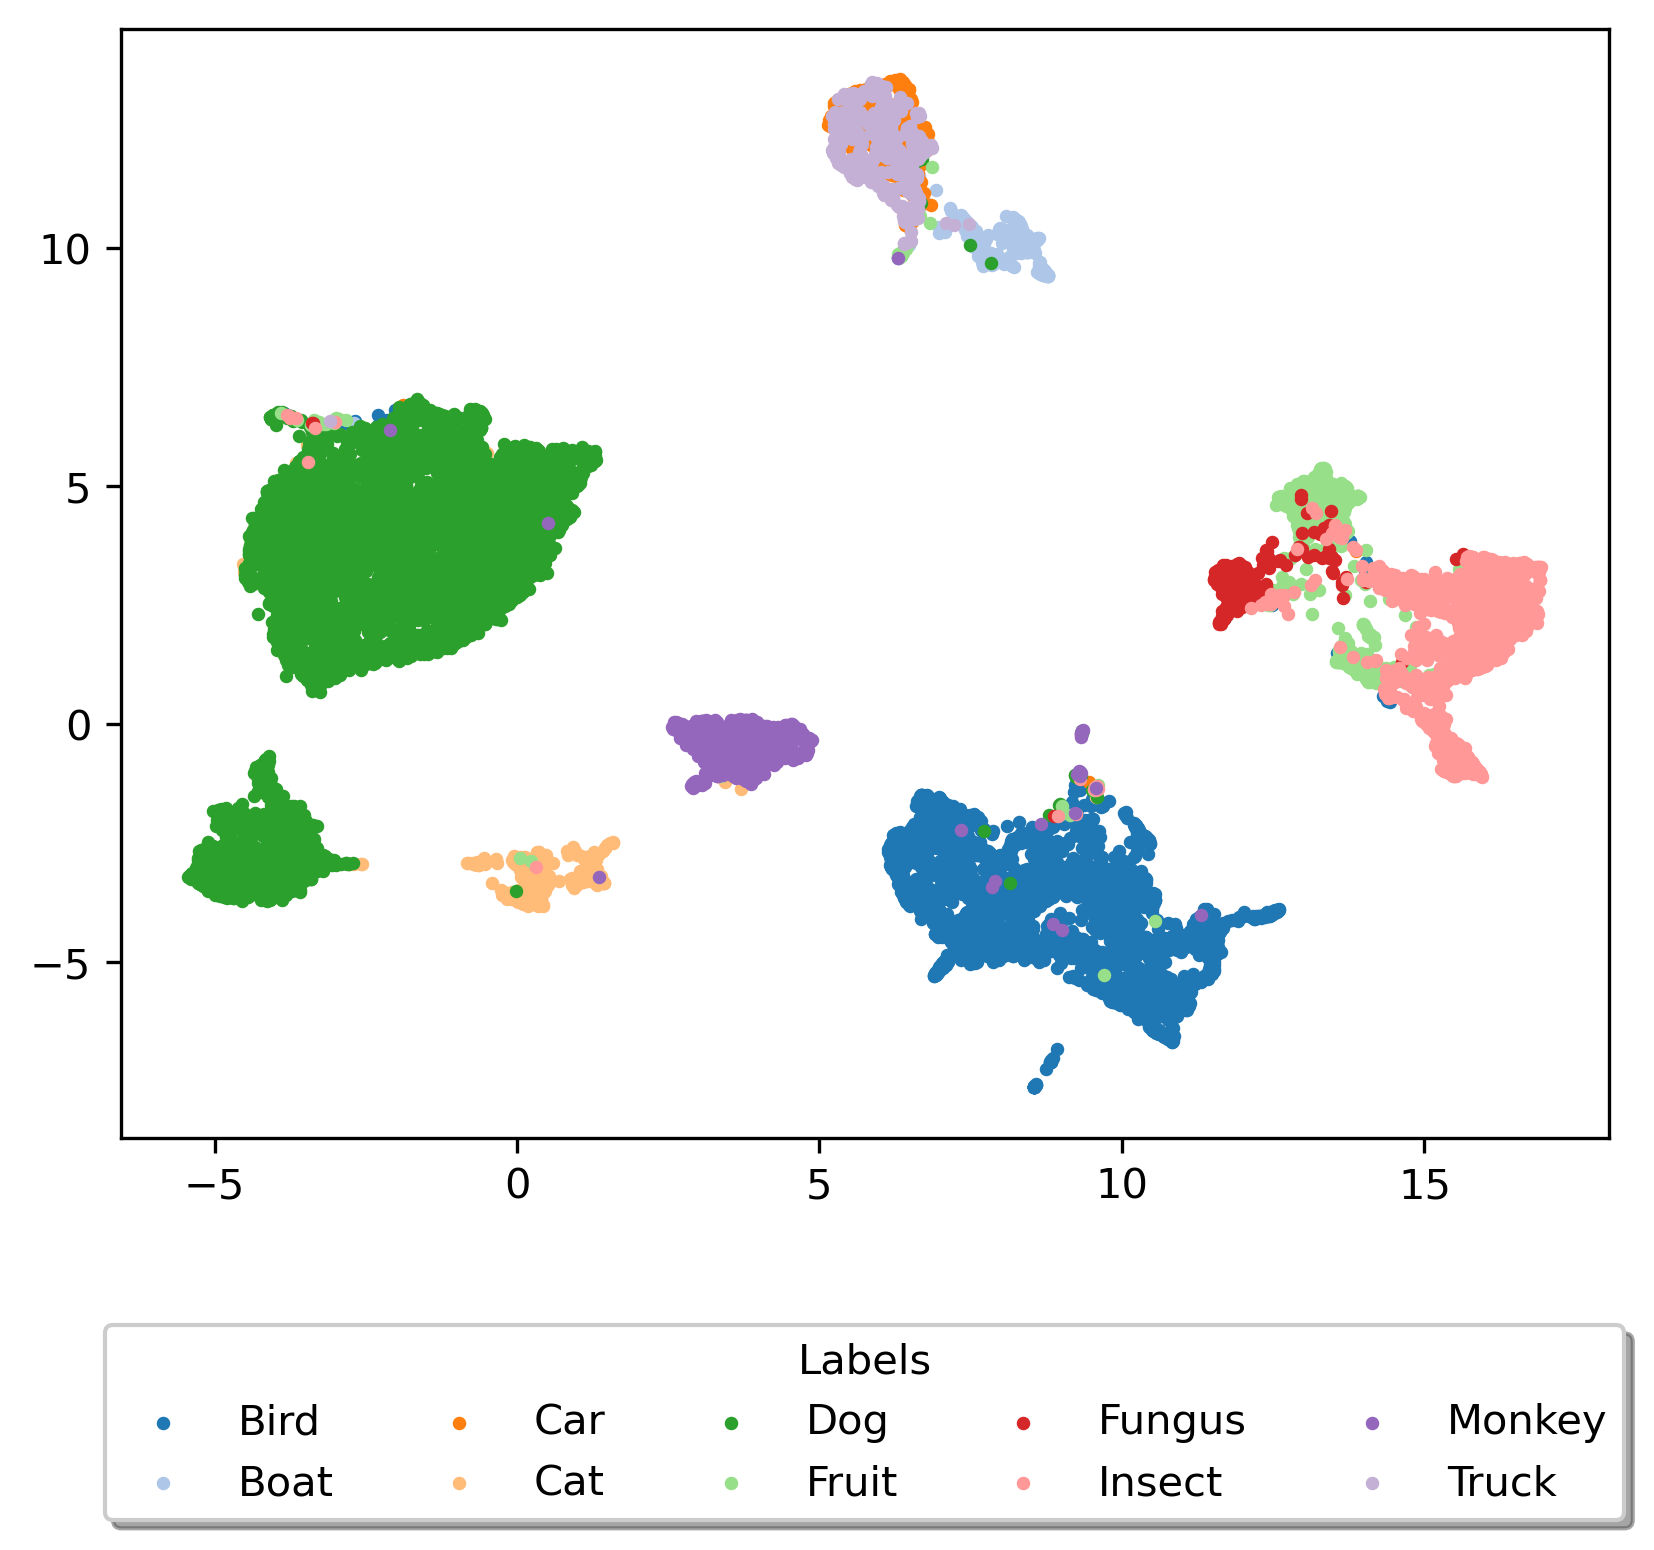 10
5
0
−5
−5 0 5 10 15
Labels
Bird Car Dog Fungus Monkey
Boat Cat Fruit Insect Truck